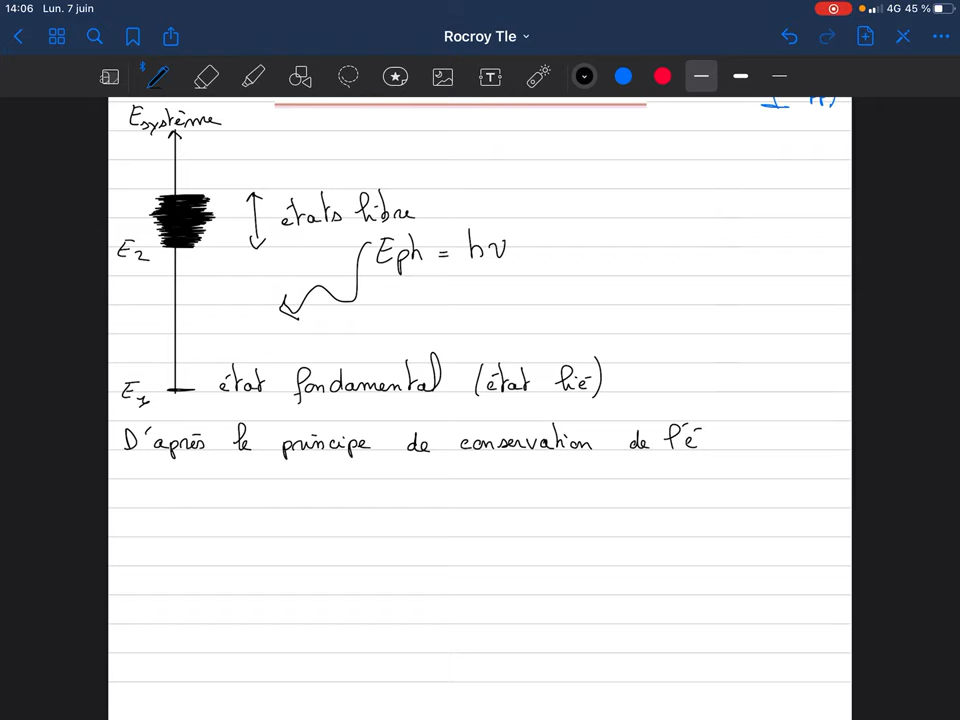 14:06 Lun. 7 juin 4G 45 %
Rocroy Tle
Esystème
états libre
E2
Eph = hν
E1 état fondamental (état lié)
D'après le principe de conservation de l'é